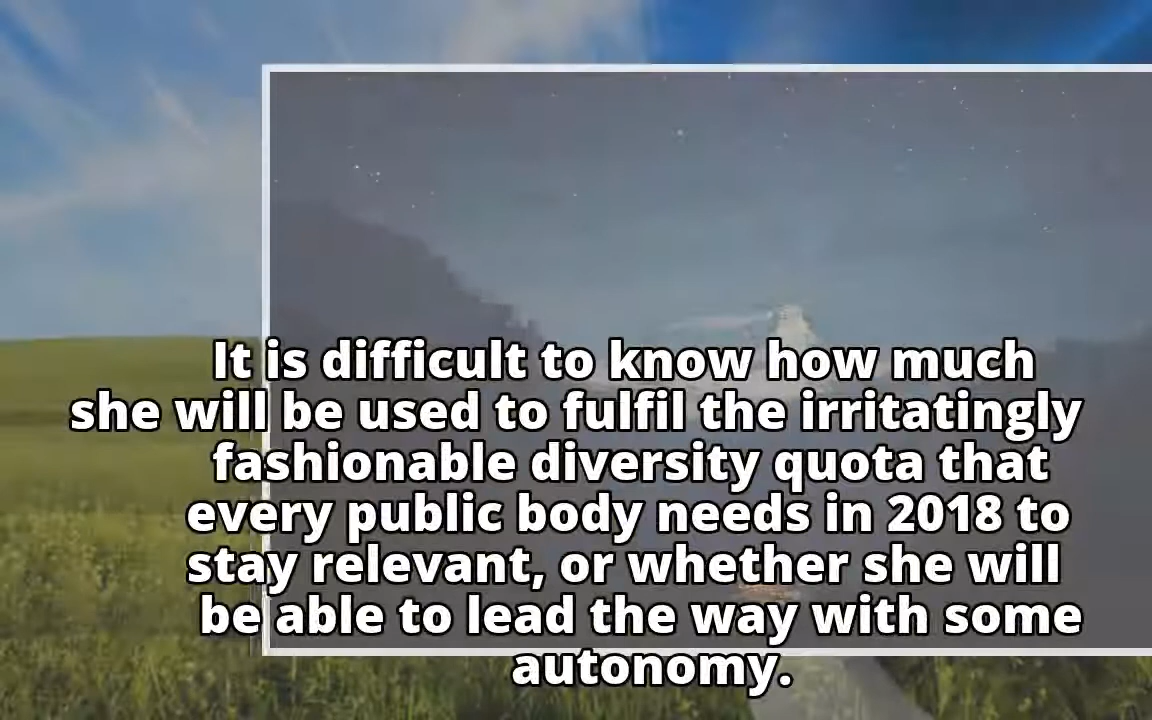 It is difficult to know how much
she will be used to fulfil the irritatingly
fashionable diversity quota that
every public body needs in 2018 to
stay relevant, or whether she will
be able to lead the way with some
autonomy.